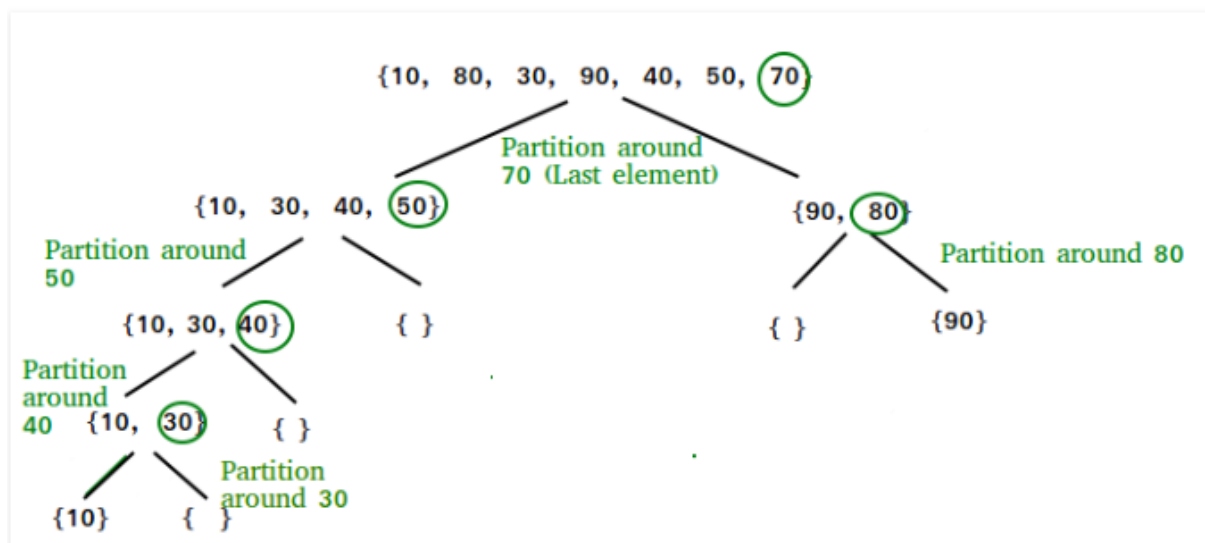 {10, 80, 30, 90, 40, 50, 70}
Partition around
70 (Last element)
{10, 30, 40, 50}
{90, 80}
Partition around
50
Partition around 80
{10, 30, 40}
{ }
{ }
{90}
Partition
around
40
{10, 30}
{ }
Partition
around 30
{10}
{ }